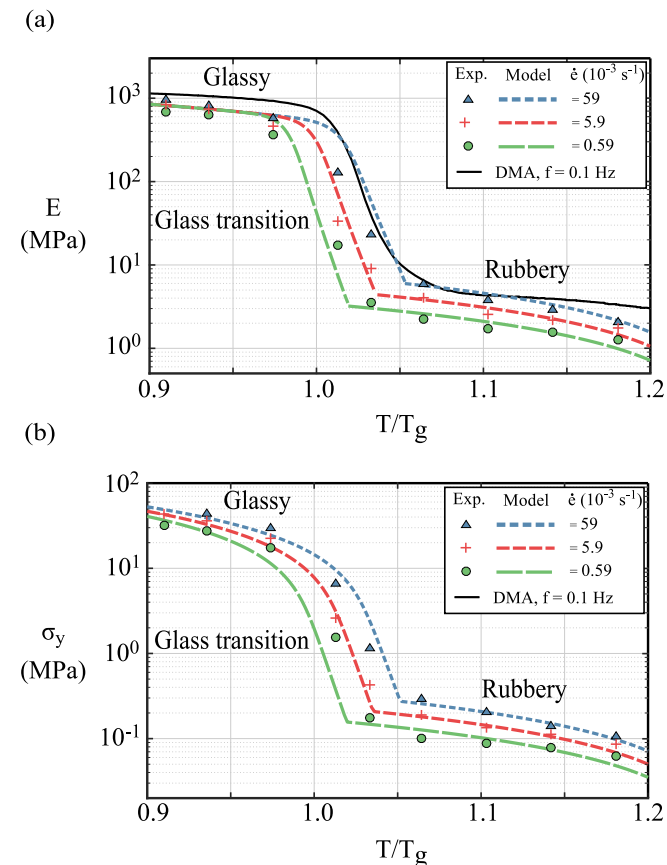 (a)
Glassy
Glass transition
Rubbery
Exp. Model ė (10⁻³ s⁻¹)
= 59
= 5.9
= 0.59
DMA, f = 0.1 Hz
E
(MPa)
10³
10²
10¹
10⁰
0.9 1.0 1.1 1.2
T/Tg
(b)
Glassy
Glass transition
Rubbery
Exp. Model ė (10⁻³ s⁻¹)
= 59
= 5.9
= 0.59
DMA, f = 0.1 Hz
σy
(MPa)
10²
10¹
10⁰
10⁻¹
0.9 1.0 1.1 1.2
T/Tg